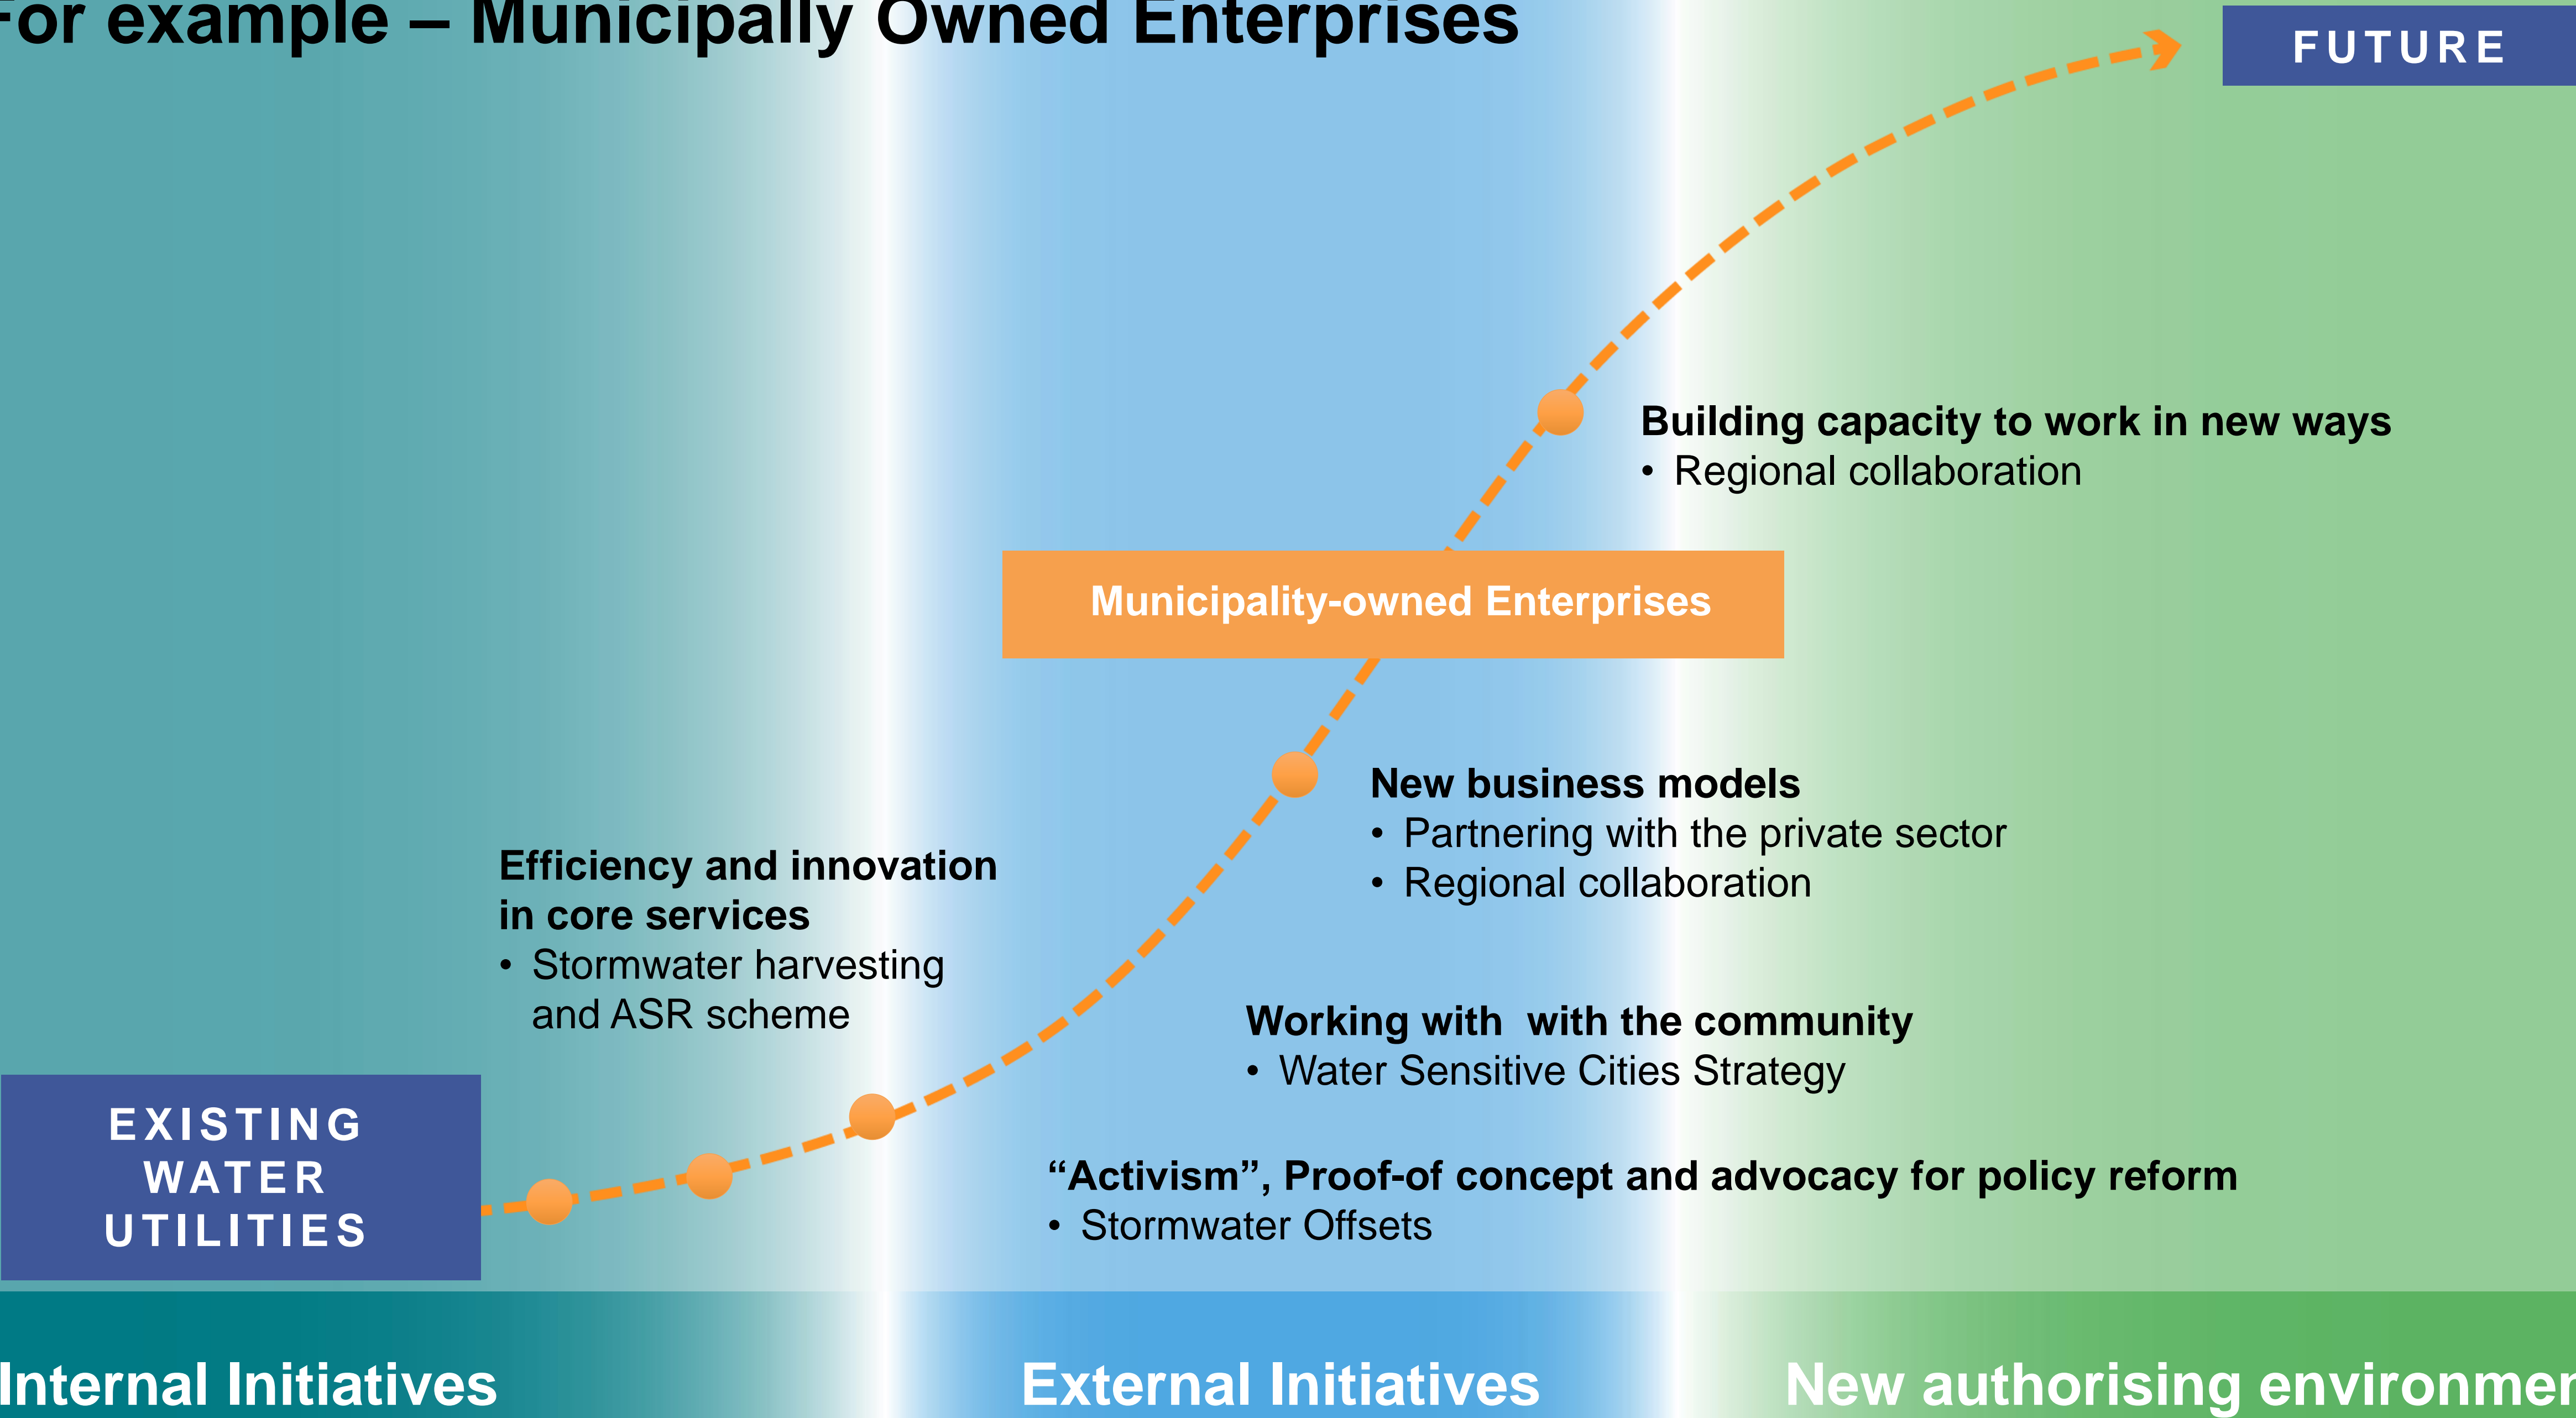 For example – Municipally Owned Enterprises
FUTURE
Building capacity to work in new ways
• Regional collaboration
Municipality-owned Enterprises
New business models
• Partnering with the private sector
• Regional collaboration
Efficiency and innovation
in core services
• Stormwater harvesting
and ASR scheme
Working with  with the community
• Water Sensitive Cities Strategy
EXISTING
WATER
UTILITIES
“Activism”, Proof-of concept and advocacy for policy reform
• Stormwater Offsets
Internal Initiatives
External Initiatives
New authorising environmen